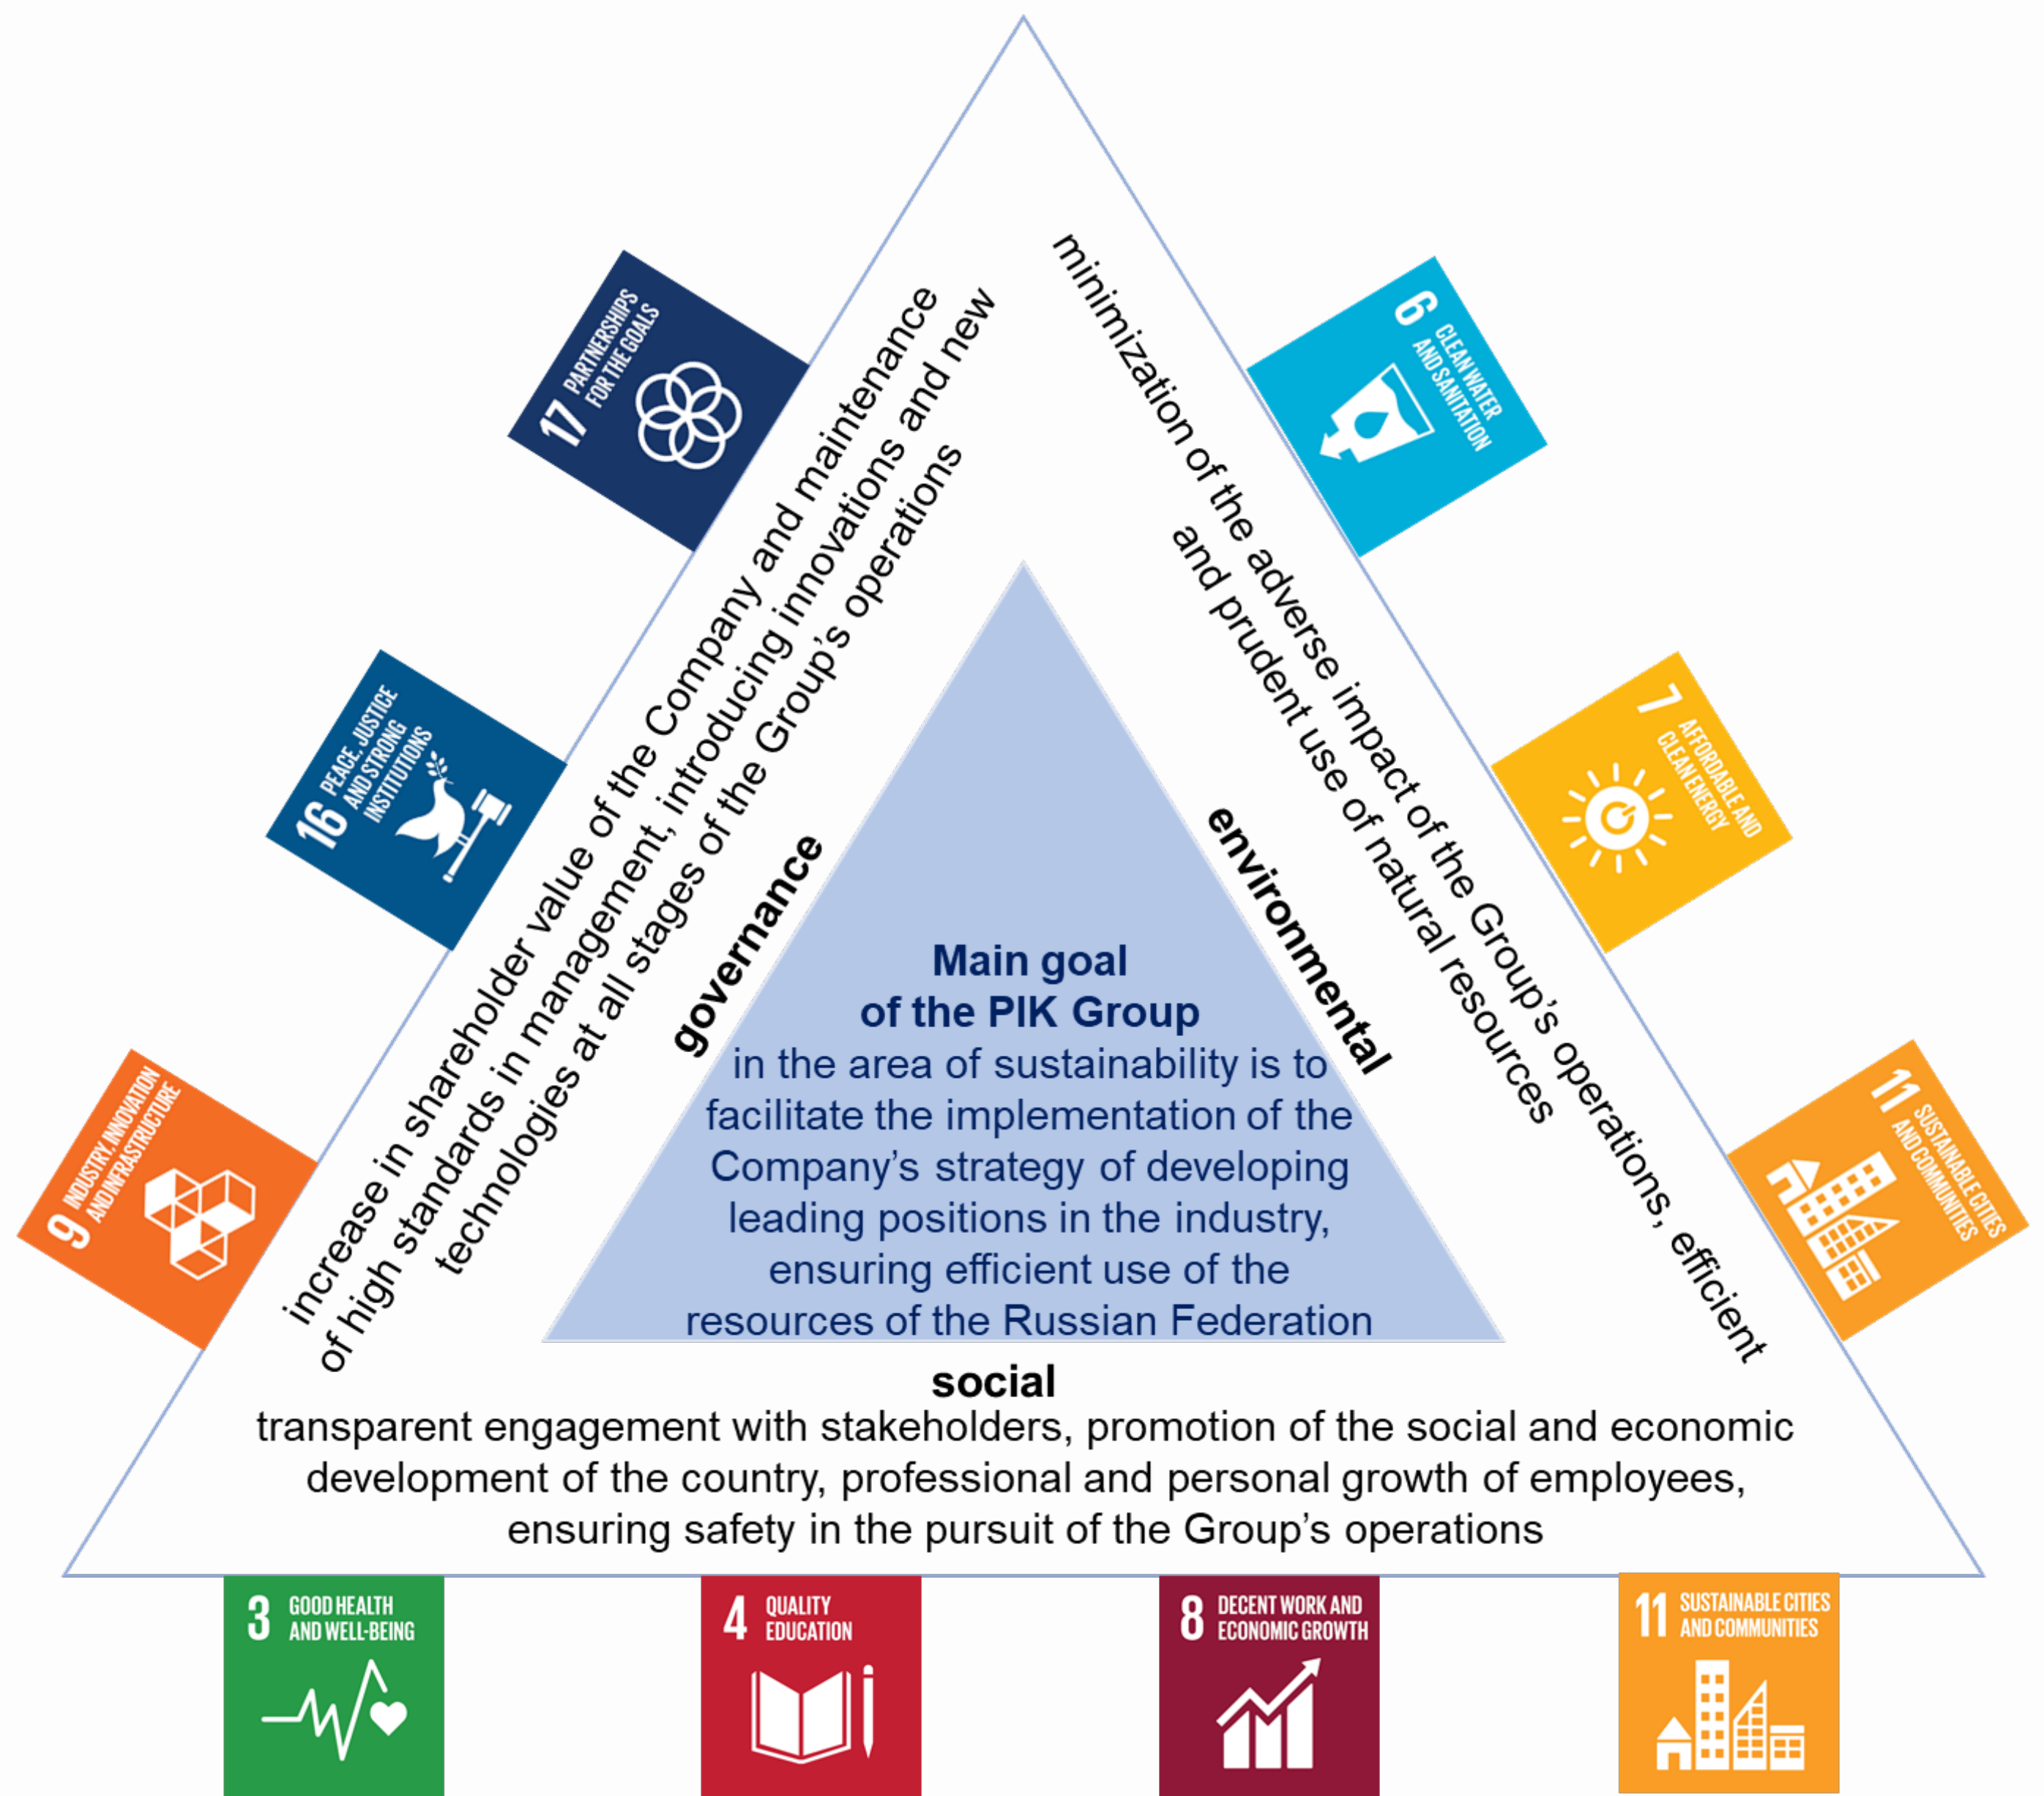 17 PARTNERSHIPS
FOR THE GOALS
16 PEACE, JUSTICE
AND STRONG
INSTITUTIONS
9 INDUSTRY, INNOVATION
AND INFRASTRUCTURE
increase in shareholder value of the Company and maintenance
of high standards in management, introducing innovations and new
technologies at all stages of the Group's operations
governance
6 CLEAN WATER
AND SANITATION
7 AFFORDABLE AND
CLEAN ENERGY
11 SUSTAINABLE CITIES
AND COMMUNITIES
minimization of the adverse impact of the Group's operations, efficient
and prudent use of natural resources
environmental
Main goal
of the PIK Group
in the area of sustainability is to
facilitate the implementation of the
Company's strategy of developing
leading positions in the industry,
ensuring efficient use of the
resources of the Russian Federation
social
transparent engagement with stakeholders, promotion of the social and economic
development of the country, professional and personal growth of employees,
ensuring safety in the pursuit of the Group's operations
3 GOOD HEALTH
AND WELL-BEING
4 QUALITY
EDUCATION
8 DECENT WORK AND
ECONOMIC GROWTH
11 SUSTAINABLE CITIES
AND COMMUNITIES